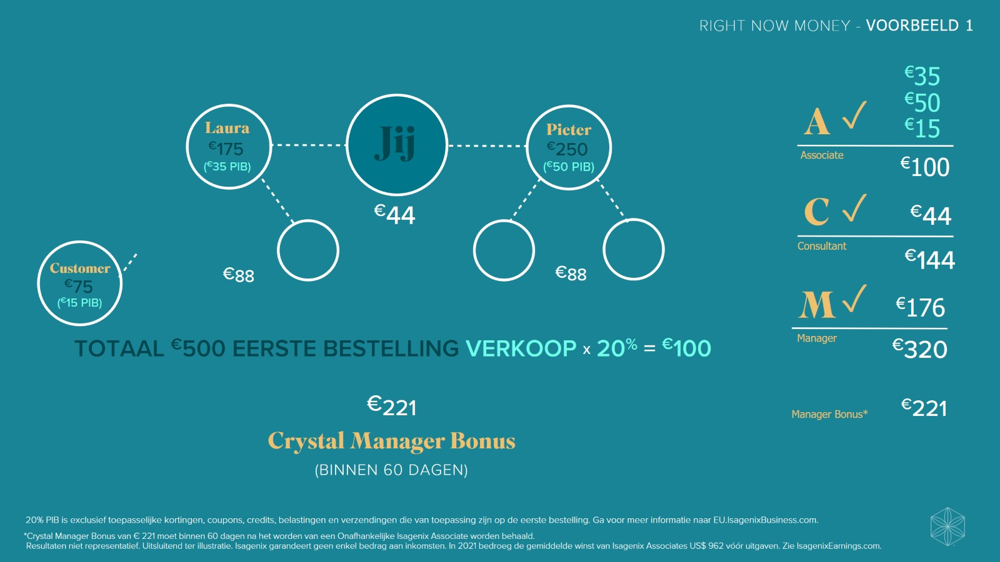 RIGHT NOW MONEY - VOORBEELD 1
Laura
€175
(€35 PIB)
Jij
€44
Pieter
€250
(€50 PIB)
Customer
€75
(€15 PIB)
€88
€88
TOTAAL €500 EERSTE BESTELLING VERKOOP x 20% = €100
€221
Crystal Manager Bonus
(BINNEN 60 DAGEN)
€35
€50
€15
A
Associate
€100
C
€44
Consultant
€144
M
€176
Manager
€320
Manager Bonus*
€221
20% PIB is exclusief toepasselijke kortingen, coupons, credits, belastingen en verzendingen die van toepassing zijn op de eerste bestelling. Ga voor meer informatie naar EU.IsagenixBusiness.com.
*Crystal Manager Bonus van € 221 moet binnen 60 dagen na het worden van een Onafhankelijke Isagenix Associate worden behaald.
Resultaten niet representatief. Uitsluitend ter illustratie. Isagenix garandeert geen enkel bedrag aan inkomsten. In 2021 bedroeg de gemiddelde winst van Isagenix Associates US$ 962 vóór uitgaven. Zie IsagenixEarnings.com.